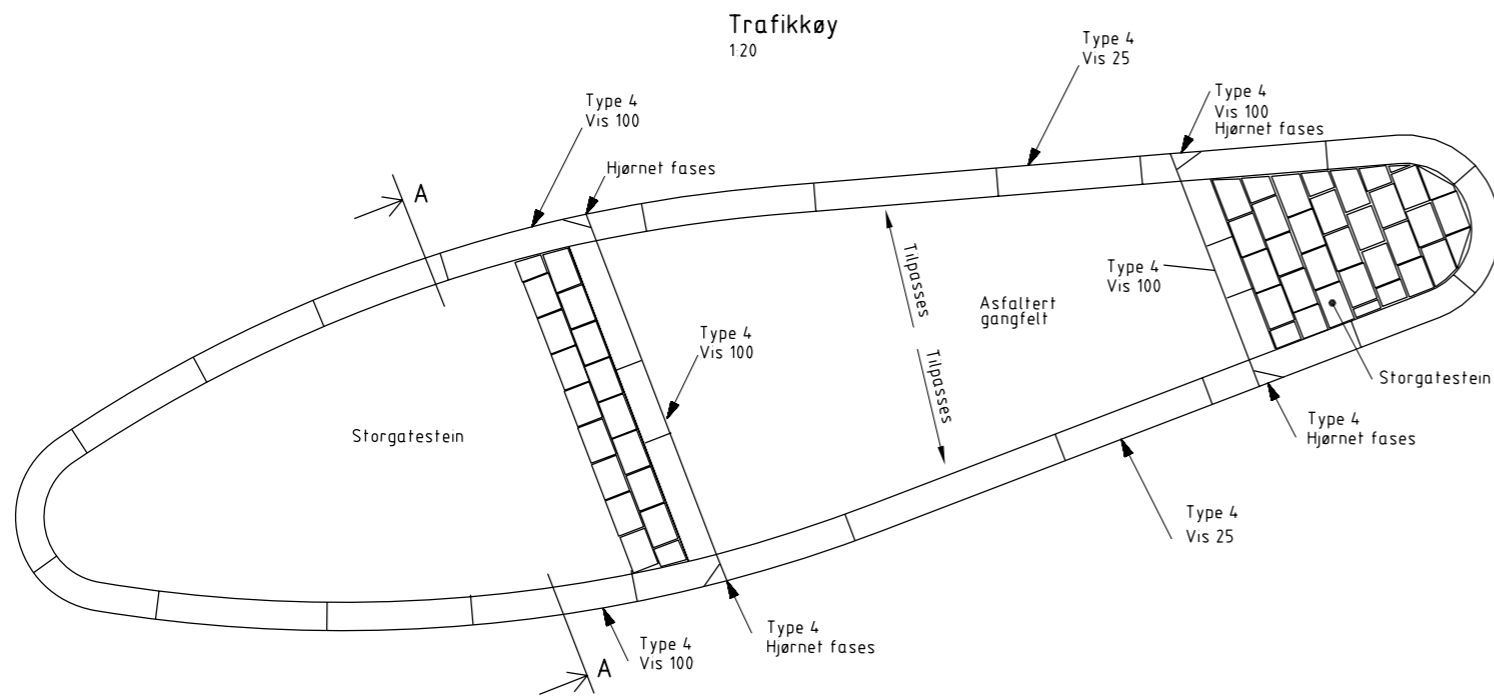 Trafikkøy
1:20
Type 4
Vis 25
Type 4
Vis 100
Hjørnet fases
Type 4
Vis 100
Hjørnet fases
A
Tilpasses
Type 4
Vis 100
Asfaltert
gangfelt
Type 4
Vis 100
Tilpasses
Storgatestein
Storgatestein
Type 4
Hjørnet fases
Type 4
Vis 25
Type 4
Hjørnet fases
Type 4
Vis 100
A